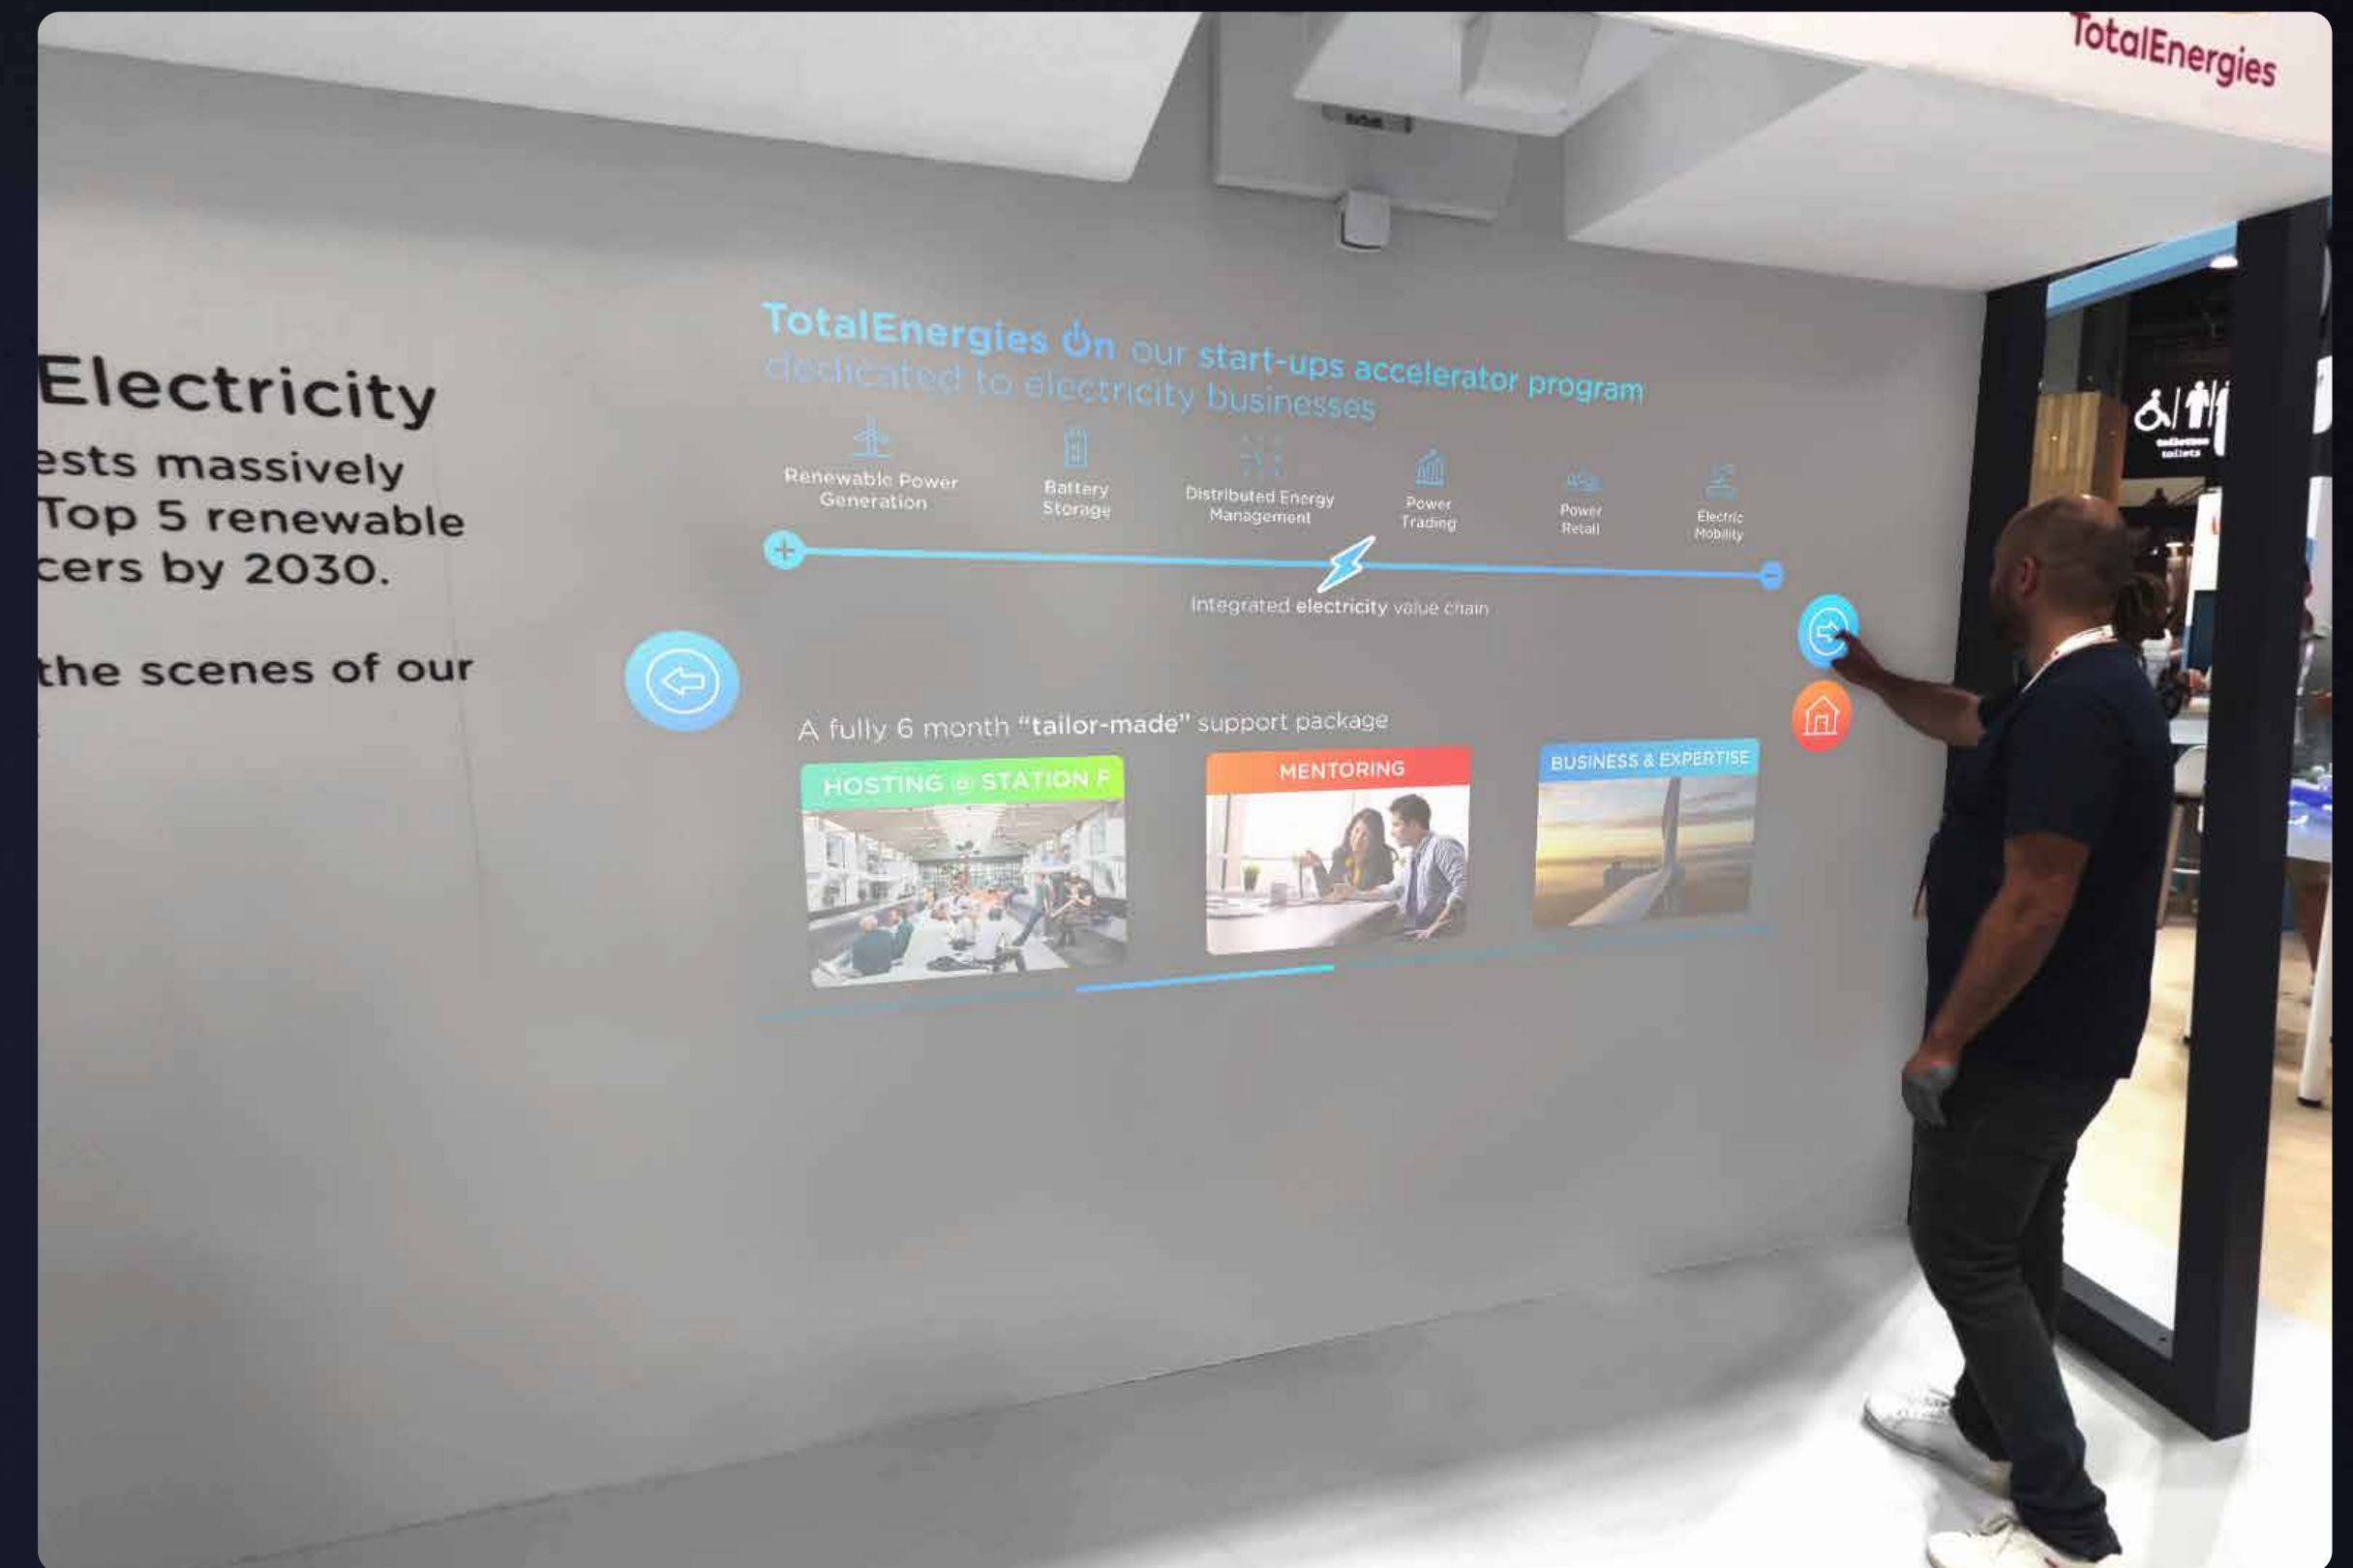 TotalEnergies
Electricity
ests massively
Top 5 renewable
cers by 2030.
the scenes of our
TotalEnergies On our start-ups accelerator program
dedicated to electricity businesses
Renewable Power
Generation
Battery
Storage
Distributed Energy
Management
Power
Trading
Power
Retail
Electric
Mobility
+
-
Integrated electricity value chain
A fully 6 month “tailor-made” support package
HOSTING @ STATION F
MENTORING
BUSINESS & EXPERTISE
toilettes
toilets